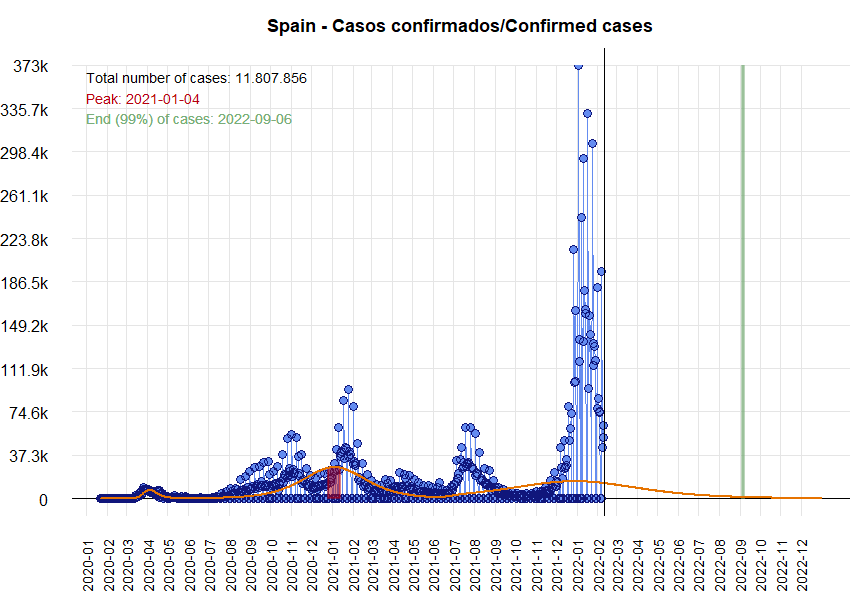 Spain - Casos confirmados/Confirmed cases
373k
335.7k
298.4k
261.1k
223.8k
186.5k
149.2k
111.9k
74.6k
37.3k
0
Total number of cases: 11.807.856
Peak: 2021-01-04
End (99%) of cases: 2022-09-06
2020-01
2020-02
2020-03
2020-04
2020-05
2020-06
2020-07
2020-08
2020-09
2020-10
2020-11
2020-12
2021-01
2021-02
2021-03
2021-04
2021-05
2021-06
2021-07
2021-08
2021-09
2021-10
2021-11
2021-12
2022-01
2022-02
2022-03
2022-04
2022-05
2022-06
2022-07
2022-08
2022-09
2022-10
2022-11
2022-12